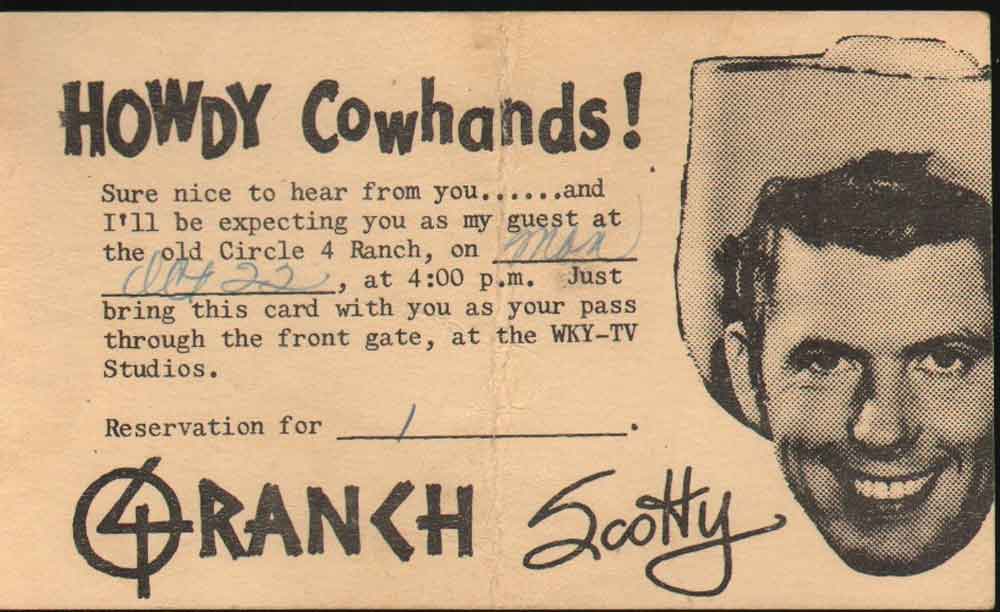 HOWDY Cowhands!
Sure nice to hear from you......and
I'll be expecting you as my guest at
the old Circle 4 Ranch, on Mon
Oct 22, at 4:00 p.m. Just
bring this card with you as your pass
through the front gate, at the WKY-TV
Studios.
Reservation for 1.
4 RANCH Scotty